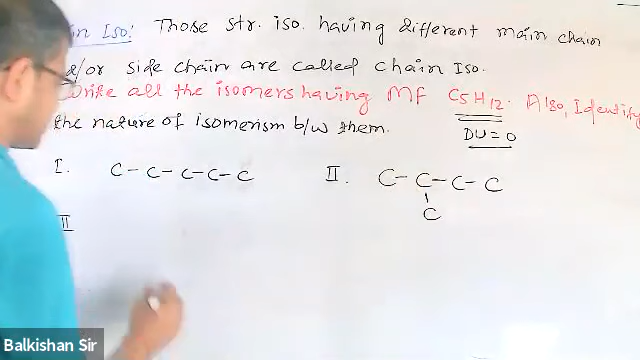 in Iso! Those str. iso. having different main chain
&/or side chain are called chain Iso.
Write all the isomers having MF C5H12. Also, Identify
the nature of isomerism b/w them.
DU = 0
I. C-C-C-C-C II. C-C-C-C
C
III
Balkishan Sir